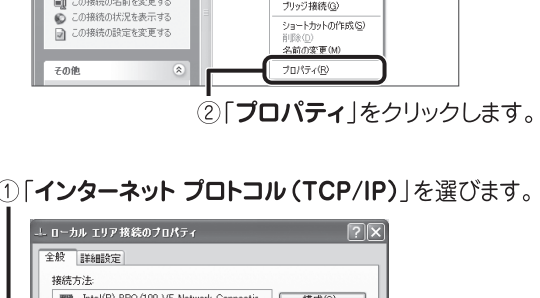 この接続の名前を変更する
この接続の状況を表示する
この接続の設定を変更する
その他
ブリッジ接続(G)
ショートカットの作成(S)
削除(D)
名前の変更(M)
プロパティ(R)
②「プロパティ」をクリックします。
①「インターネット プロトコル（TCP/IP）」を選びます。
ローカル エリア接続のプロパティ
全般 詳細設定
接続方法:
Intel(R) PRO/100 VE Network Connectio
構成(C)